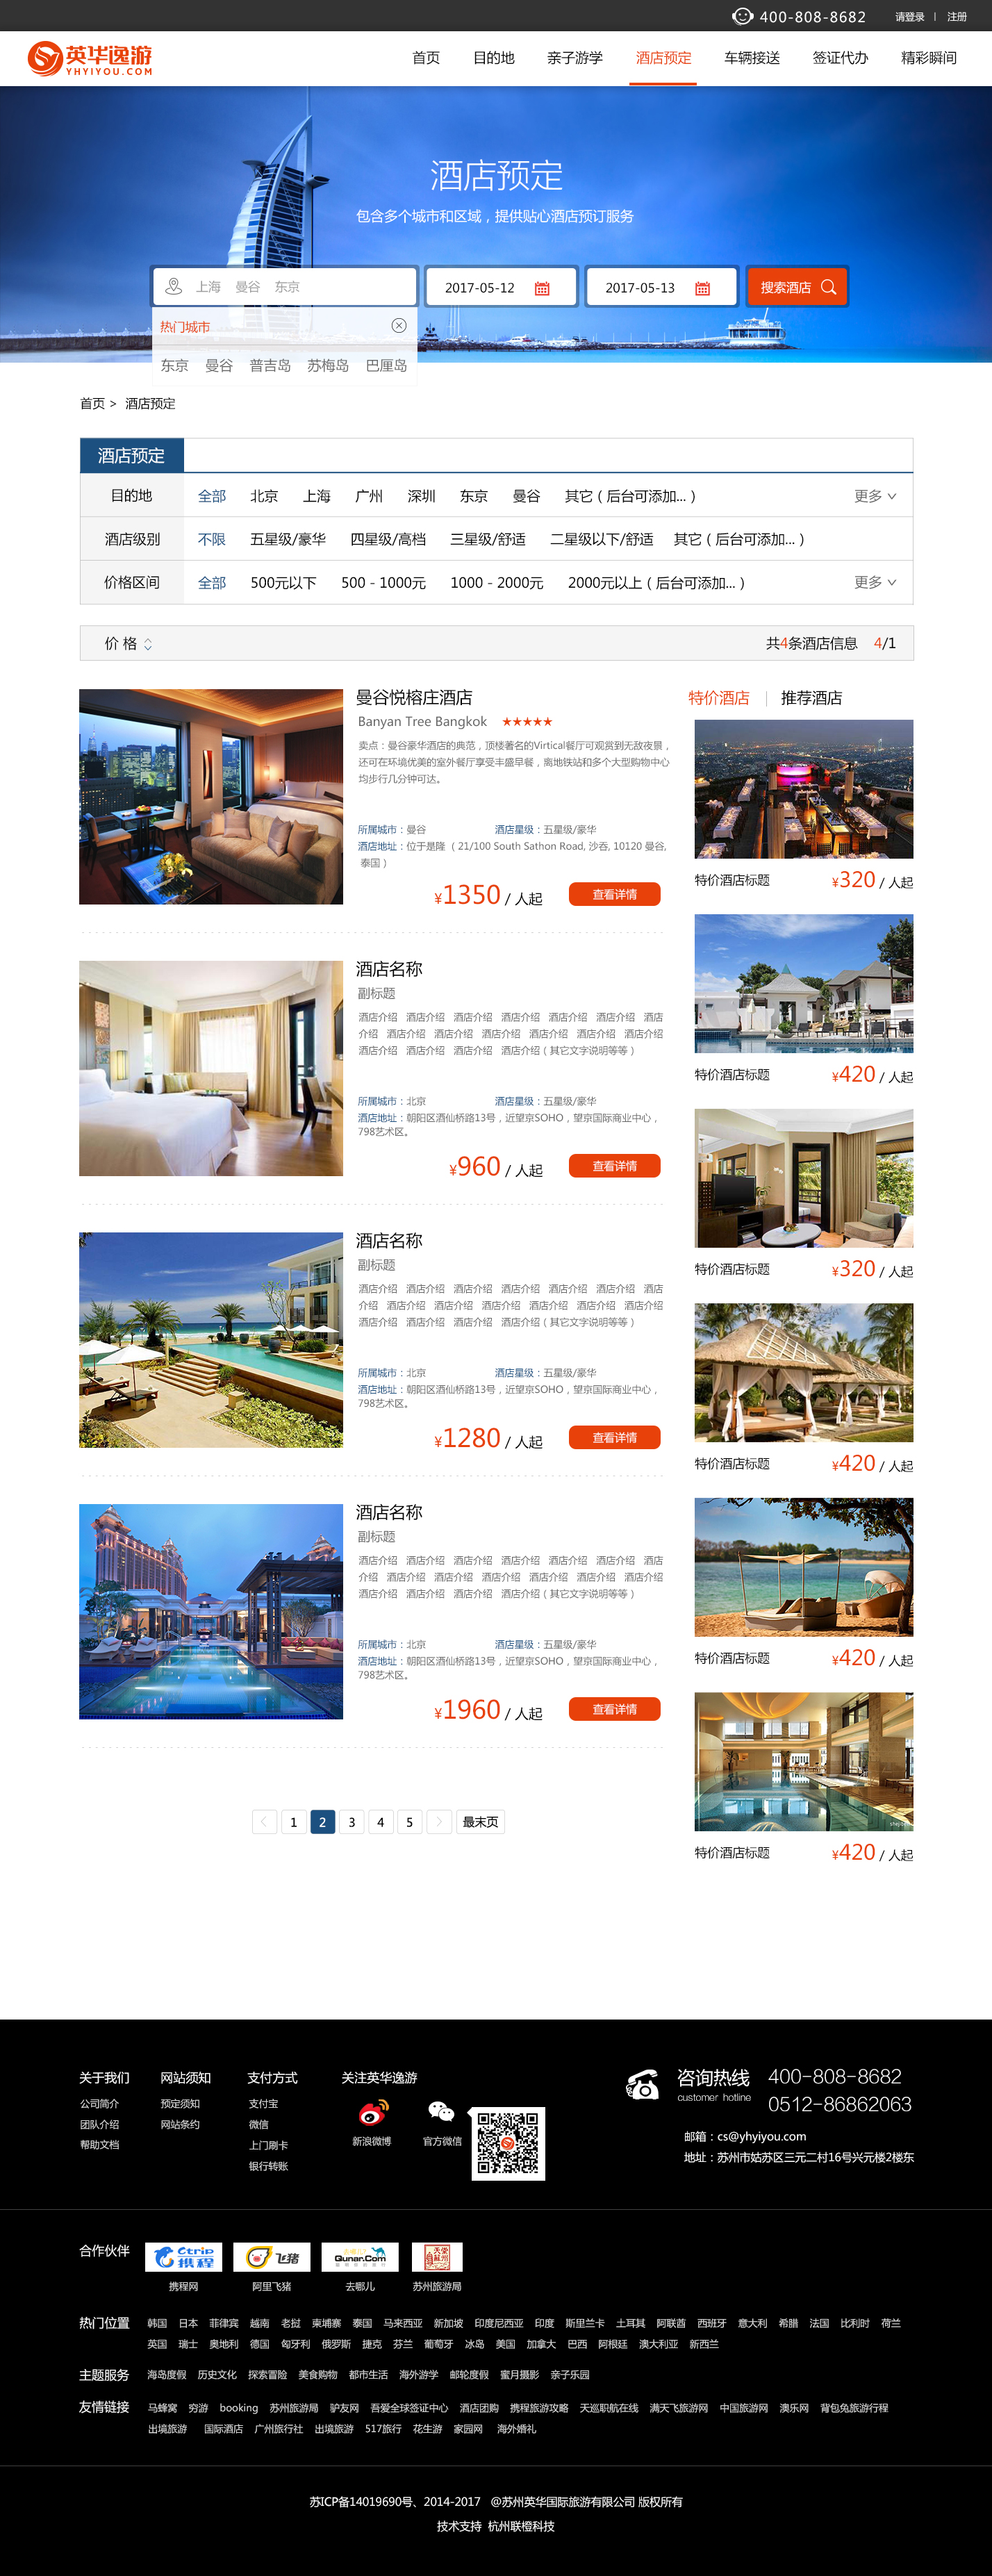 400-808-8682 请登录 | 注册
英华逸游
YHYIYOU.COM
首页 目的地 亲子游学 酒店预定 车辆接送 签证代办 精彩瞬间
酒店预定
包含多个城市和区域，提供贴心酒店预订服务
上海 曼谷 东京 2017-05-12 2017-05-13 搜索酒店
热门城市
东京 曼谷 普吉岛 苏梅岛 巴厘岛
首页 > 酒店预定
酒店预定
目的地 全部 北京 上海 广州 深圳 东京 曼谷 其它（后台可添加...） 更多
酒店级别 不限 五星级/豪华 四星级/高档 三星级/舒适 二星级以下/舒适 其它（后台可添加...）
价格区间 全部 500元以下 500 - 1000元 1000 - 2000元 2000元以上（后台可添加...） 更多
价 格 共4条酒店信息 4/1
曼谷悦榕庄酒店
Banyan Tree Bangkok ★★★★★
卖点：曼谷豪华酒店的典范，顶楼著名的Virtical餐厅可观赏到无敌夜景，
还可在环境优美的室外餐厅享受丰盛早餐，离地铁站和多个大型购物中心
均步行几分钟可达。
所属城市：曼谷 酒店星级：五星级/豪华
酒店地址：位于是隆 （ 21/100 South Sathon Road, 沙吞, 10120 曼谷,
泰国 ）
¥1350 / 人起 查看详情
酒店名称
副标题
酒店介绍 酒店介绍 酒店介绍 酒店介绍 酒店介绍 酒店介绍 酒店
介绍 酒店介绍 酒店介绍 酒店介绍 酒店介绍 酒店介绍 酒店介绍
酒店介绍 酒店介绍 酒店介绍 酒店介绍（其它文字说明等等）
所属城市：北京 酒店星级：五星级/豪华
酒店地址：朝阳区酒仙桥路13号，近望京SOHO，望京国际商业中心，
798艺术区。
¥960 / 人起 查看详情
酒店名称
副标题
酒店介绍 酒店介绍 酒店介绍 酒店介绍 酒店介绍 酒店介绍 酒店
介绍 酒店介绍 酒店介绍 酒店介绍 酒店介绍 酒店介绍 酒店介绍
酒店介绍 酒店介绍 酒店介绍 酒店介绍（其它文字说明等等）
所属城市：北京 酒店星级：五星级/豪华
酒店地址：朝阳区酒仙桥路13号，近望京SOHO，望京国际商业中心，
798艺术区。
¥1280 / 人起 查看详情
酒店名称
副标题
酒店介绍 酒店介绍 酒店介绍 酒店介绍 酒店介绍 酒店介绍 酒店
介绍 酒店介绍 酒店介绍 酒店介绍 酒店介绍 酒店介绍 酒店介绍
酒店介绍 酒店介绍 酒店介绍 酒店介绍（其它文字说明等等）
所属城市：北京 酒店星级：五星级/豪华
酒店地址：朝阳区酒仙桥路13号，近望京SOHO，望京国际商业中心，
798艺术区。
¥1960 / 人起 查看详情
1 2 3 4 5 最末页
特价酒店 | 推荐酒店
特价酒店标题 ¥320 / 人起
特价酒店标题 ¥420 / 人起
特价酒店标题 ¥320 / 人起
特价酒店标题 ¥420 / 人起
特价酒店标题 ¥420 / 人起
特价酒店标题 ¥420 / 人起
关于我们
公司简介
团队介绍
帮助文档
网站须知
预定须知
网站条约
支付方式
支付宝
微信
上门刷卡
银行转账
关注英华逸游
新浪微博 官方微信
咨询热线 400-808-8682
customer hotline 0512-86862063
邮箱：cs@yhyiyou.com
地址：苏州市姑苏区三元二村16号兴元楼2楼东
合作伙伴
Ctrip 携程 飞猪 Qunar.Com
携程网 阿里飞猪 去哪儿 苏州旅游局
热门位置 韩国 日本 菲律宾 越南 老挝 柬埔寨 泰国 马来西亚 新加坡 印度尼西亚 印度 斯里兰卡 土耳其 阿联酋 西班牙 意大利 希腊 法国 比利时 荷兰
英国 瑞士 奥地利 德国 匈牙利 俄罗斯 捷克 芬兰 葡萄牙 冰岛 美国 加拿大 巴西 阿根廷 澳大利亚 新西兰
主题服务 海岛度假 历史文化 探索冒险 美食购物 都市生活 海外游学 邮轮度假 蜜月摄影 亲子乐园
友情链接 马蜂窝 穷游 booking 苏州旅游局 驴友网 吾爱全球签证中心 酒店团购 携程旅游攻略 天巡职航在线 满天飞旅游网 中国旅游网 澳乐网 背包兔旅游行程
出境旅游 国际酒店 广州旅行社 出境旅游 517旅行 花生游 家园网 海外婚礼
苏ICP备14019690号、2014-2017 @苏州英华国际旅游有限公司 版权所有
技术支持 杭州联橙科技